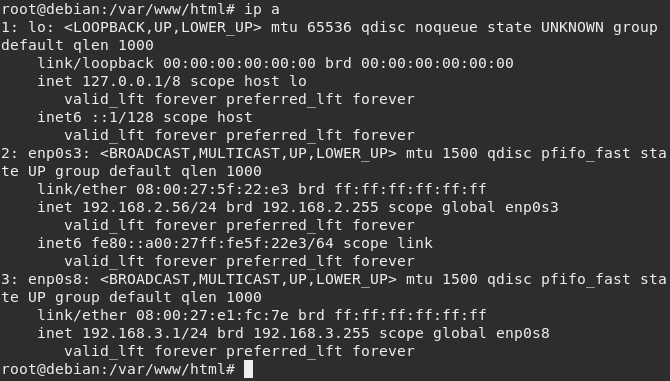 root@debian:/var/www/html# ip a
1: lo: <LOOPBACK,UP,LOWER_UP> mtu 65536 qdisc noqueue state UNKNOWN group
default qlen 1000
    link/loopback 00:00:00:00:00:00 brd 00:00:00:00:00:00
    inet 127.0.0.1/8 scope host lo
       valid_lft forever preferred_lft forever
    inet6 ::1/128 scope host
       valid_lft forever preferred_lft forever
2: enp0s3: <BROADCAST,MULTICAST,UP,LOWER_UP> mtu 1500 qdisc pfifo_fast sta
te UP group default qlen 1000
    link/ether 08:00:27:5f:22:e3 brd ff:ff:ff:ff:ff:ff
    inet 192.168.2.56/24 brd 192.168.2.255 scope global enp0s3
       valid_lft forever preferred_lft forever
    inet6 fe80::a00:27ff:fe5f:22e3/64 scope link
       valid_lft forever preferred_lft forever
3: enp0s8: <BROADCAST,MULTICAST,UP,LOWER_UP> mtu 1500 qdisc pfifo_fast sta
te UP group default qlen 1000
    link/ether 08:00:27:e1:fc:7e brd ff:ff:ff:ff:ff:ff
    inet 192.168.3.1/24 brd 192.168.3.255 scope global enp0s8
       valid_lft forever preferred_lft forever
root@debian:/var/www/html#